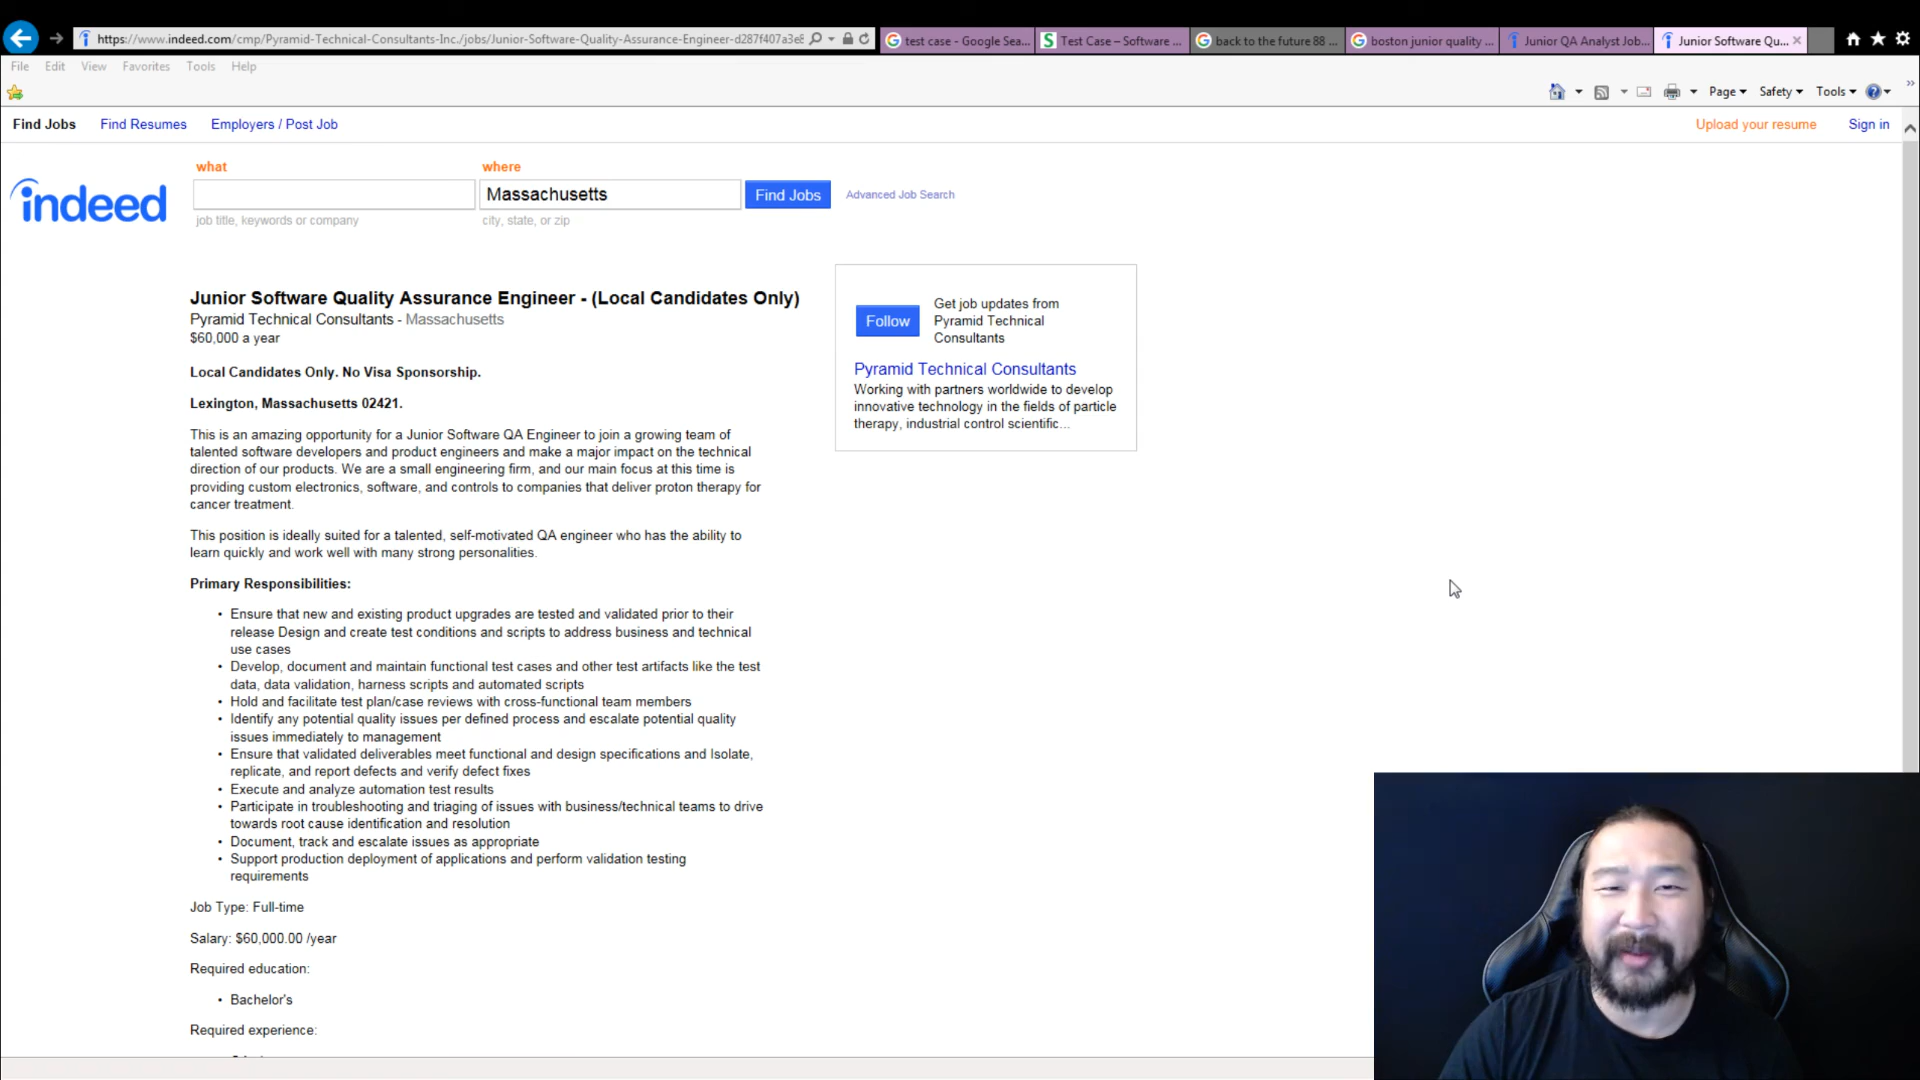 https://www.indeed.com/cmp/Pyramid-Technical-Consultants-Inc./jobs/Junior-Software-Quality-Assurance-Engineer-d287f407a3e8
test case - Google Sea...
Test Case – Software ...
back to the future 88 ...
boston junior quality ...
Junior QA Analyst Job...
Junior Software Qu...
File Edit View Favorites Tools Help
Page Safety Tools
Find Jobs Find Resumes Employers / Post Job Upload your resume Sign in
what where
indeed Massachusetts Find Jobs Advanced Job Search
job title, keywords or company city, state, or zip
Junior Software Quality Assurance Engineer - (Local Candidates Only)
Pyramid Technical Consultants - Massachusetts
$60,000 a year
Local Candidates Only. No Visa Sponsorship.
Lexington, Massachusetts 02421.
This is an amazing opportunity for a Junior Software QA Engineer to join a growing team of
talented software developers and product engineers and make a major impact on the technical
direction of our products. We are a small engineering firm, and our main focus at this time is
providing custom electronics, software, and controls to companies that deliver proton therapy for
cancer treatment.
This position is ideally suited for a talented, self-motivated QA engineer who has the ability to
learn quickly and work well with many strong personalities.
Primary Responsibilities:
• Ensure that new and existing product upgrades are tested and validated prior to their
release Design and create test conditions and scripts to address business and technical
use cases
• Develop, document and maintain functional test cases and other test artifacts like the test
data, data validation, harness scripts and automated scripts
• Hold and facilitate test plan/case reviews with cross-functional team members
• Identify any potential quality issues per defined process and escalate potential quality
issues immediately to management
• Ensure that validated deliverables meet functional and design specifications and Isolate,
replicate, and report defects and verify defect fixes
• Execute and analyze automation test results
• Participate in troubleshooting and triaging of issues with business/technical teams to drive
towards root cause identification and resolution
• Document, track and escalate issues as appropriate
• Support production deployment of applications and perform validation testing
requirements
Job Type: Full-time
Salary: $60,000.00 /year
Required education:
• Bachelor's
Required experience:
Follow
Get job updates from
Pyramid Technical
Consultants
Pyramid Technical Consultants
Working with partners worldwide to develop
innovative technology in the fields of particle
therapy, industrial control scientific...